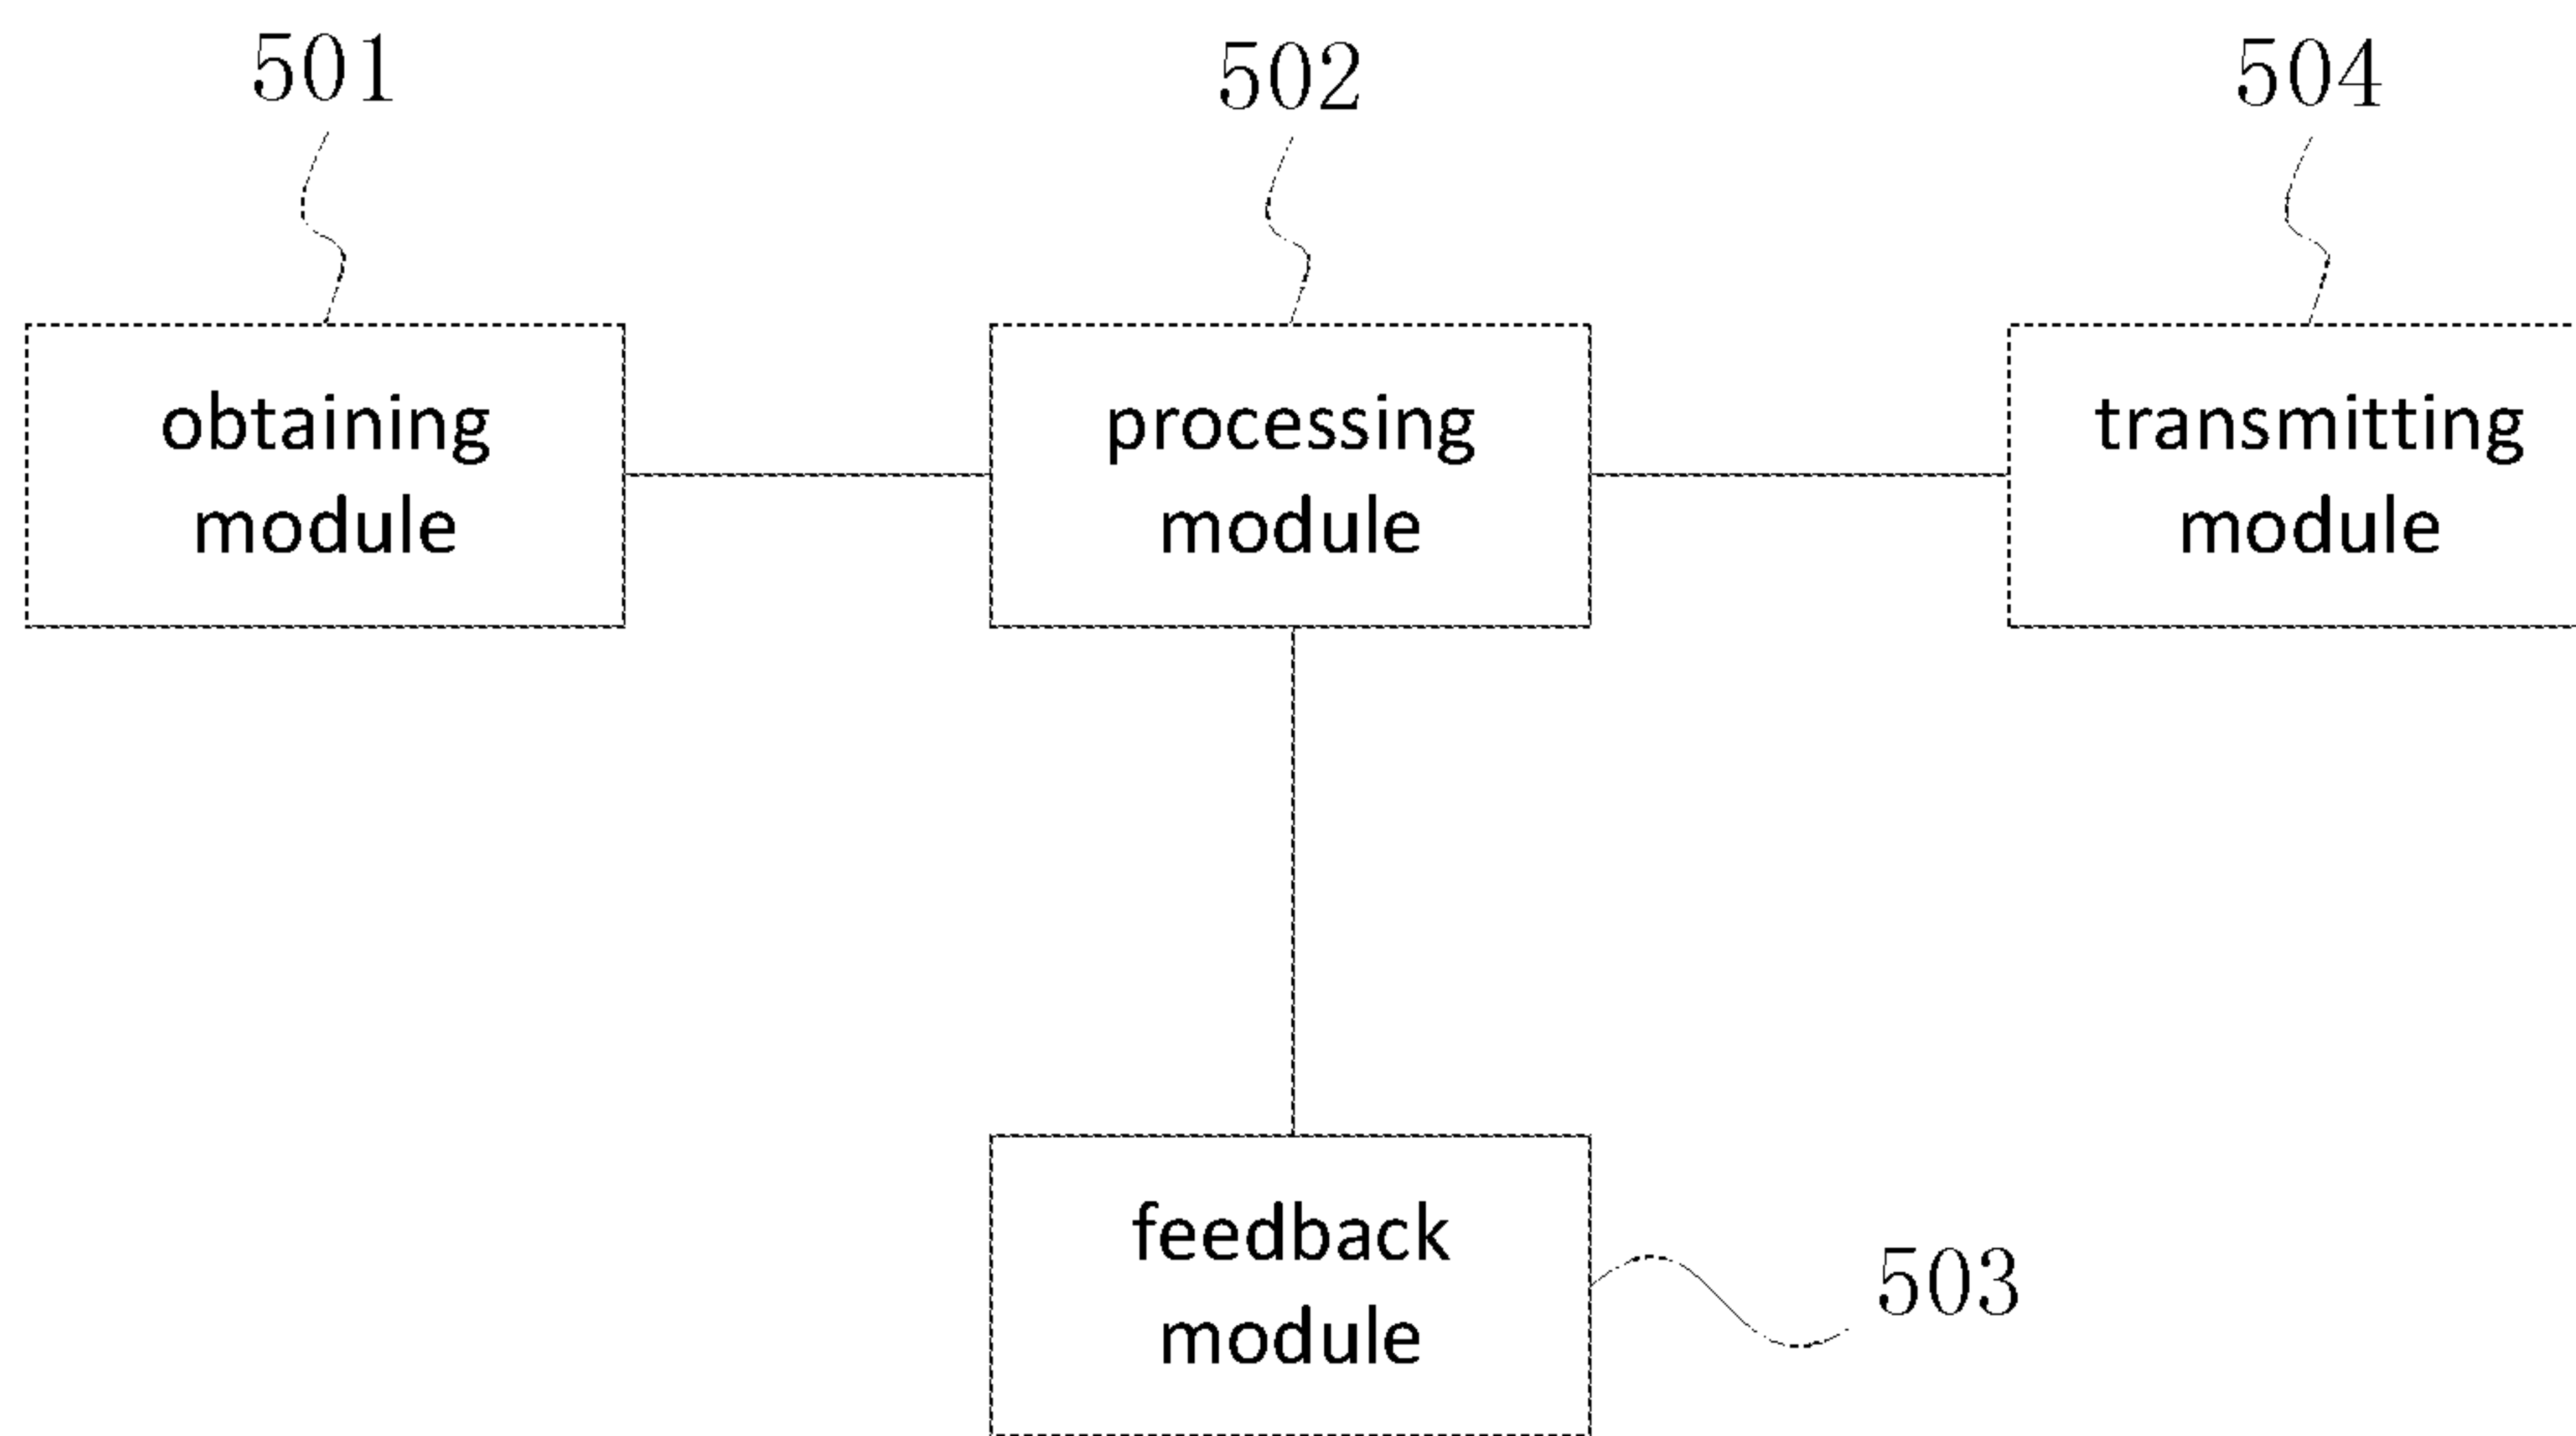 501
502
504
obtaining
module
processing
module
transmitting
module
feedback
module
503